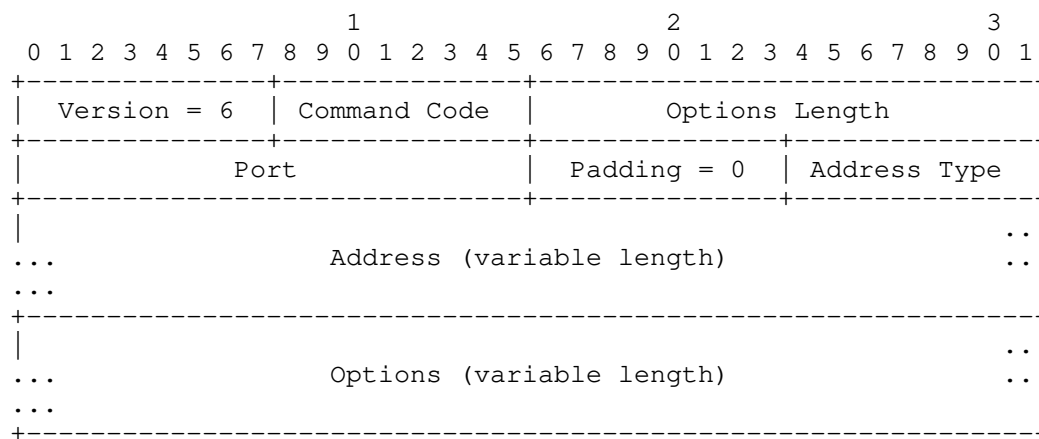 1 2 3
0 1 2 3 4 5 6 7 8 9 0 1 2 3 4 5 6 7 8 9 0 1 2 3 4 5 6 7 8 9 0 1
Version = 6 | Command Code | Options Length
Port | Padding = 0 | Address Type
..
... Address (variable length) ..
...
..
... Options (variable length) ..
...